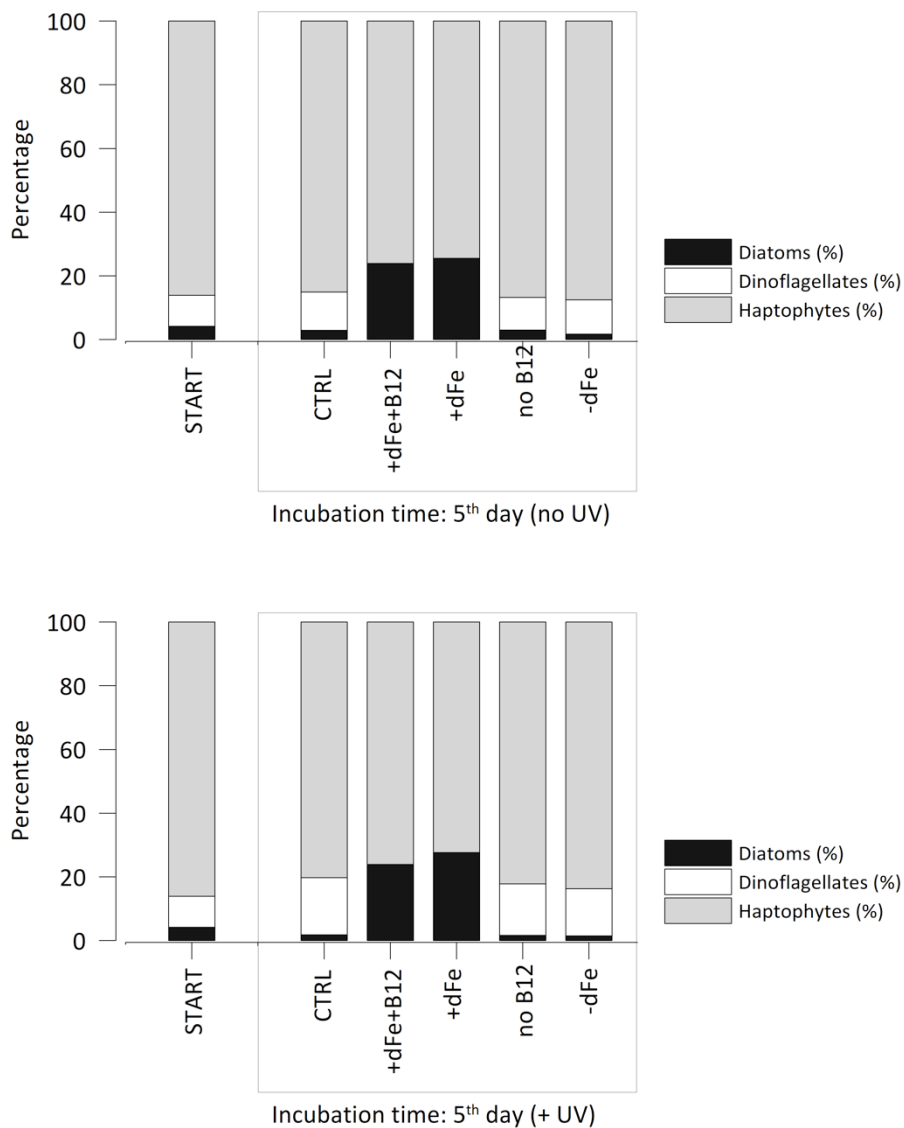 100
80
60
40
20
0
Percentage
START
CTRL
+dFe+B12
+dFe
no B12
-dFe
Diatoms (%)
Dinoflagellates (%)
Haptophytes (%)
Incubation time: 5th day (no UV)
100
80
60
40
20
0
Percentage
START
CTRL
+dFe+B12
+dFe
no B12
-dFe
Diatoms (%)
Dinoflagellates (%)
Haptophytes (%)
Incubation time: 5th day (+ UV)